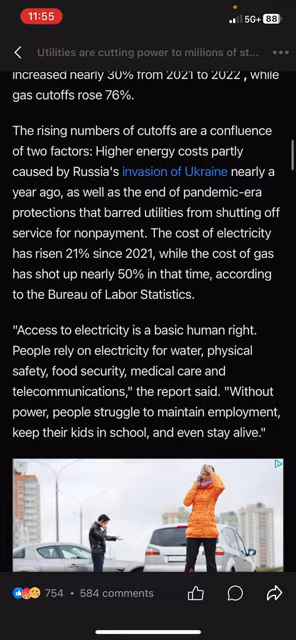 11:55
5G+ 88
Utilities are cutting power to millions of st...
increased nearly 30% from 2021 to 2022, while
gas cutoffs rose 76%.
The rising numbers of cutoffs are a confluence
of two factors: Higher energy costs partly
caused by Russia's invasion of Ukraine nearly a
year ago, as well as the end of pandemic-era
protections that barred utilities from shutting off
service for nonpayment. The cost of electricity
has risen 21% since 2021, while the cost of gas
has shot up nearly 50% in that time, according
to the Bureau of Labor Statistics.
"Access to electricity is a basic human right.
People rely on electricity for water, physical
safety, food security, medical care and
telecommunications," the report said. "Without
power, people struggle to maintain employment,
keep their kids in school, and even stay alive."
754 • 584 comments